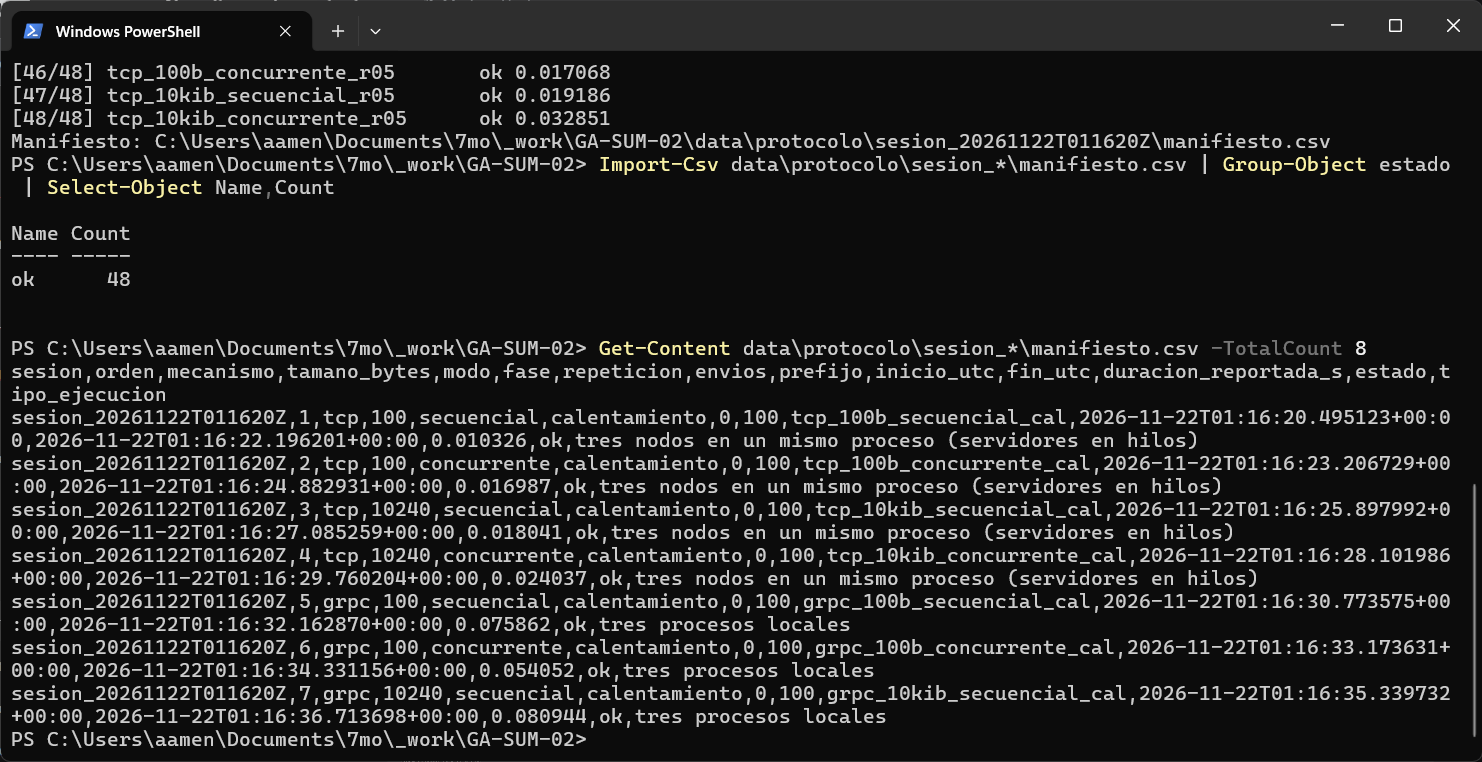 Windows PowerShell
[46/48] tcp_100b_concurrente_r05       ok 0.017068
[47/48] tcp_10kib_secuencial_r05       ok 0.019186
[48/48] tcp_10kib_concurrente_r05      ok 0.032851
Manifiesto: C:\Users\aamen\Documents\7mo\_work\GA-SUM-02\data\protocolo\sesion_20261122T011620Z\manifiesto.csv
PS C:\Users\aamen\Documents\7mo\_work\GA-SUM-02> Import-Csv data\protocolo\sesion_*\manifiesto.csv | Group-Object estado
 | Select-Object Name,Count
Name Count
---- -----
ok      48
PS C:\Users\aamen\Documents\7mo\_work\GA-SUM-02> Get-Content data\protocolo\sesion_*\manifiesto.csv -TotalCount 8
sesion,orden,mecanismo,tamano_bytes,modo,fase,repeticion,envios,prefijo,inicio_utc,fin_utc,duracion_reportada_s,estado,t
ipo_ejecucion
sesion_20261122T011620Z,1,tcp,100,secuencial,calentamiento,0,100,tcp_100b_secuencial_cal,2026-11-22T01:16:20.495123+00:0
0,2026-11-22T01:16:22.196201+00:00,0.010326,ok,tres nodos en un mismo proceso (servidores en hilos)
sesion_20261122T011620Z,2,tcp,100,concurrente,calentamiento,0,100,tcp_100b_concurrente_cal,2026-11-22T01:16:23.206729+00
:00,2026-11-22T01:16:24.882931+00:00,0.016987,ok,tres nodos en un mismo proceso (servidores en hilos)
sesion_20261122T011620Z,3,tcp,10240,secuencial,calentamiento,0,100,tcp_10kib_secuencial_cal,2026-11-22T01:16:25.897992+0
0:00,2026-11-22T01:16:27.085259+00:00,0.018041,ok,tres nodos en un mismo proceso (servidores en hilos)
sesion_20261122T011620Z,4,tcp,10240,concurrente,calentamiento,0,100,tcp_10kib_concurrente_cal,2026-11-22T01:16:28.101986
+00:00,2026-11-22T01:16:29.760204+00:00,0.024037,ok,tres nodos en un mismo proceso (servidores en hilos)
sesion_20261122T011620Z,5,grpc,100,secuencial,calentamiento,0,100,grpc_100b_secuencial_cal,2026-11-22T01:16:30.773575+00
:00,2026-11-22T01:16:32.162870+00:00,0.075862,ok,tres procesos locales
sesion_20261122T011620Z,6,grpc,100,concurrente,calentamiento,0,100,grpc_100b_concurrente_cal,2026-11-22T01:16:33.173631+
00:00,2026-11-22T01:16:34.331156+00:00,0.054052,ok,tres procesos locales
sesion_20261122T011620Z,7,grpc,10240,secuencial,calentamiento,0,100,grpc_10kib_secuencial_cal,2026-11-22T01:16:35.339732
+00:00,2026-11-22T01:16:36.713698+00:00,0.080944,ok,tres procesos locales
PS C:\Users\aamen\Documents\7mo\_work\GA-SUM-02>